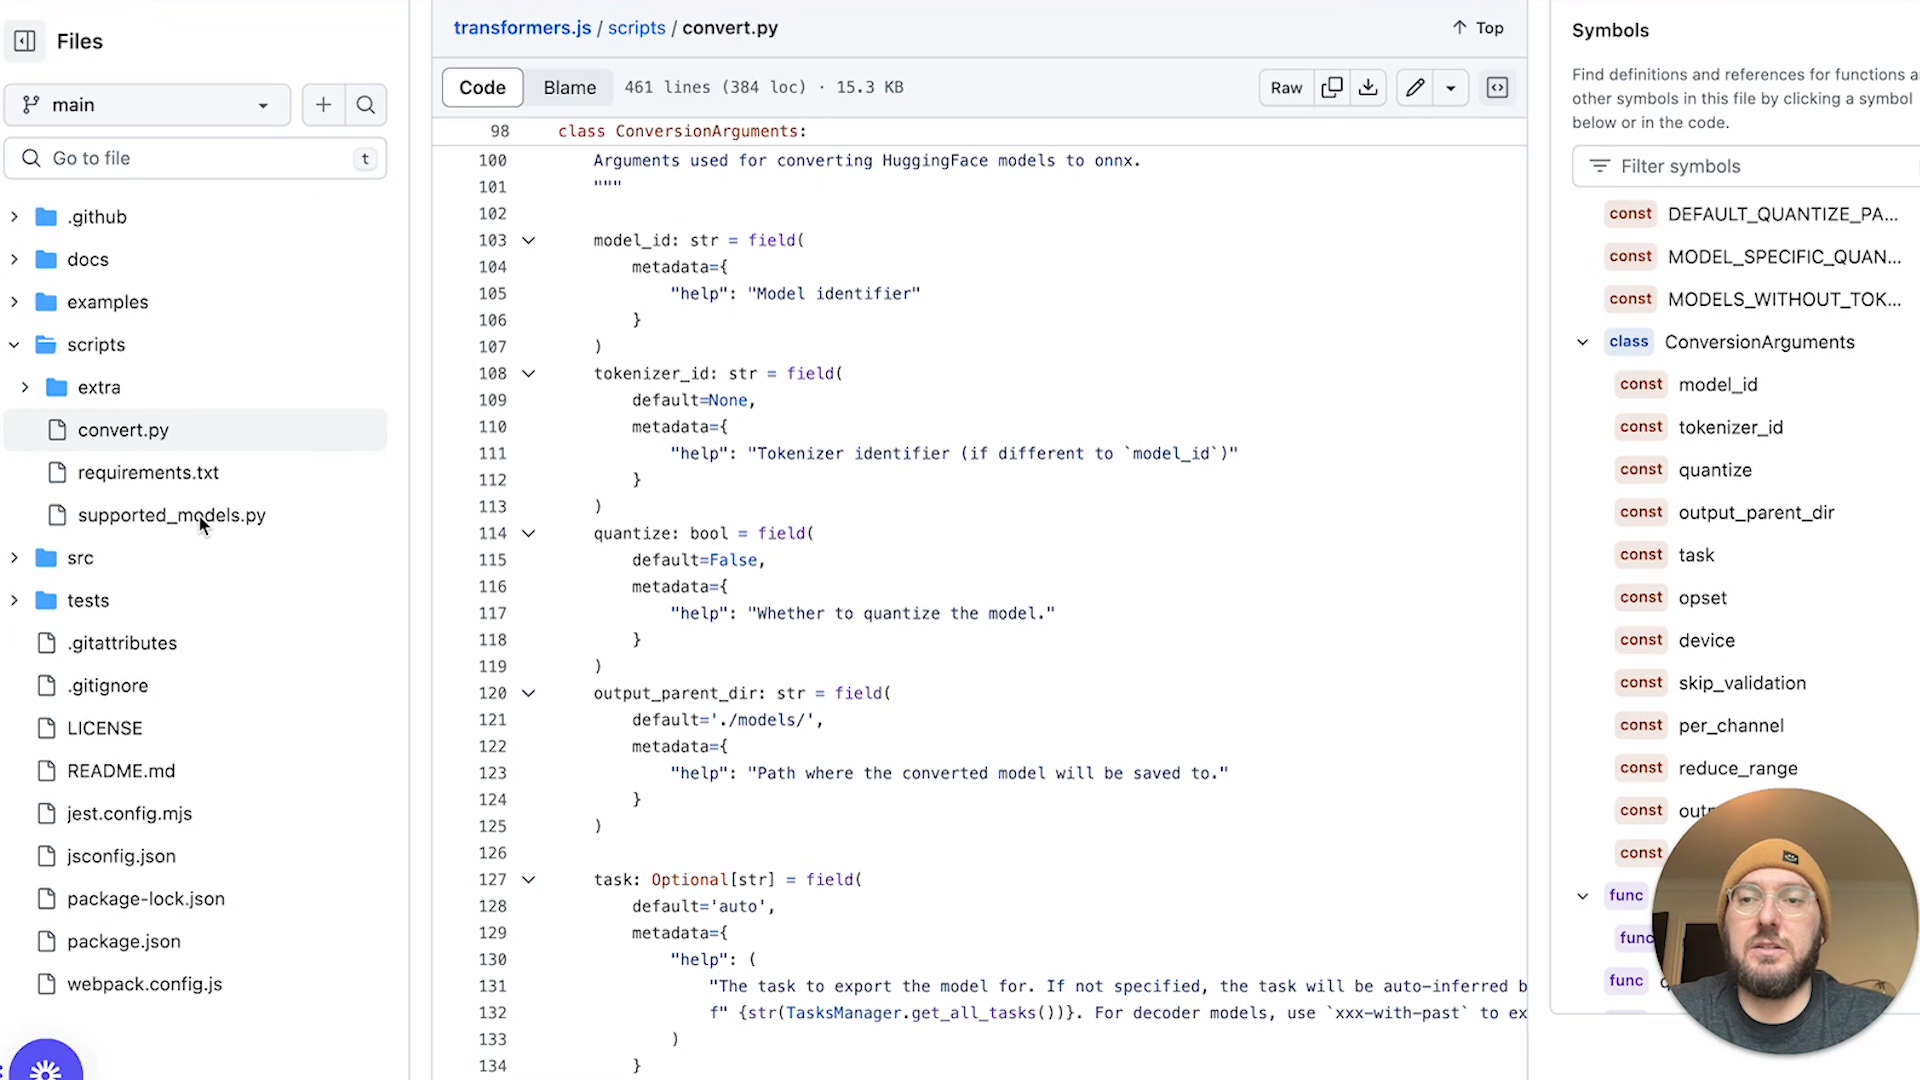 Files
main
Go to file
t
.github
docs
examples
scripts
extra
convert.py
requirements.txt
supported_models.py
src
tests
.gitattributes
.gitignore
LICENSE
README.md
jest.config.mjs
jsconfig.json
package-lock.json
package.json
webpack.config.js
transformers.js / scripts / convert.py
Top
Code Blame 461 lines (384 loc) · 15.3 KB
Raw
98 class ConversionArguments:
100 Arguments used for converting HuggingFace models to onnx.
101 """
102
103 model_id: str = field(
104 metadata={
105 "help": "Model identifier"
106 }
107 )
108 tokenizer_id: str = field(
109 default=None,
110 metadata={
111 "help": "Tokenizer identifier (if different to `model_id`)"
112 }
113 )
114 quantize: bool = field(
115 default=False,
116 metadata={
117 "help": "Whether to quantize the model."
118 }
119 )
120 output_parent_dir: str = field(
121 default='./models/',
122 metadata={
123 "help": "Path where the converted model will be saved to."
124 }
125 )
126
127 task: Optional[str] = field(
128 default='auto',
129 metadata={
130 "help": (
131 "The task to export the model for. If not specified, the task will be auto-inferred b
132 f" {str(TasksManager.get_all_tasks())}. For decoder models, use `xxx-with-past` to ex
133 )
134 }
Symbols
Find definitions and references for functions a
other symbols in this file by clicking a symbol
below or in the code.
Filter symbols
const DEFAULT_QUANTIZE_PA...
const MODEL_SPECIFIC_QUAN...
const MODELS_WITHOUT_TOK...
class ConversionArguments
const model_id
const tokenizer_id
const quantize
const output_parent_dir
const task
const opset
const device
const skip_validation
const per_channel
const reduce_range
const
const
func
func
func